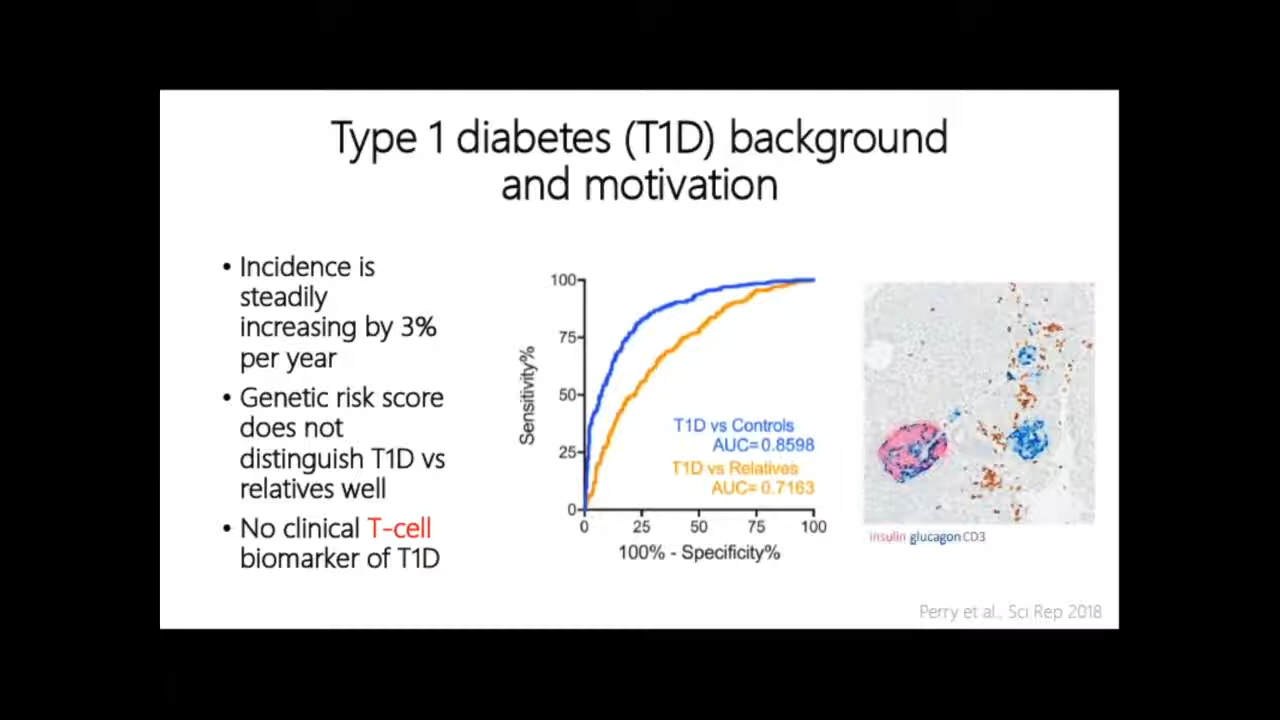 Type 1 diabetes (T1D) background
and motivation
• Incidence is
steadily
increasing by 3%
per year
• Genetic risk score
does not
distinguish T1D vs
relatives well
• No clinical T-cell
biomarker of T1D
Sensitivity%
100
75
50
25
0
T1D vs Controls
AUC=0.8598
T1D vs Relatives
AUC=0.7163
0 25 50 75 100
100% - Specificity%
insulin glucagon CD3
Perry et al., Sci Rep 2018